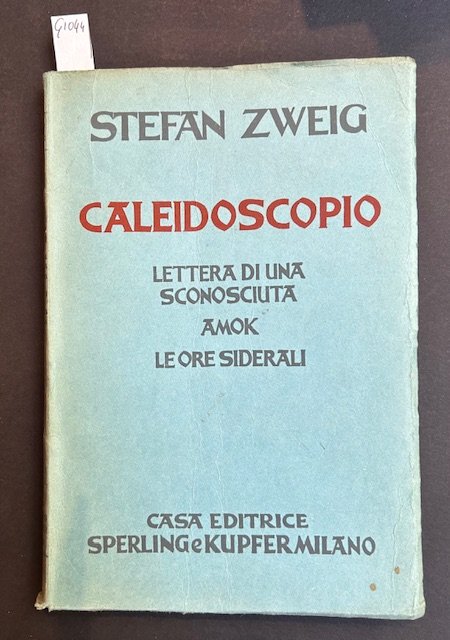 G1044
STEFAN ZWEIG
CALEIDOSCOPIO
LETTERA DI UNA
SCONOSCIUTA
AMOK
LE ORE SIDERALI
CASA EDITRICE
SPERLING e KUPFER MILANO